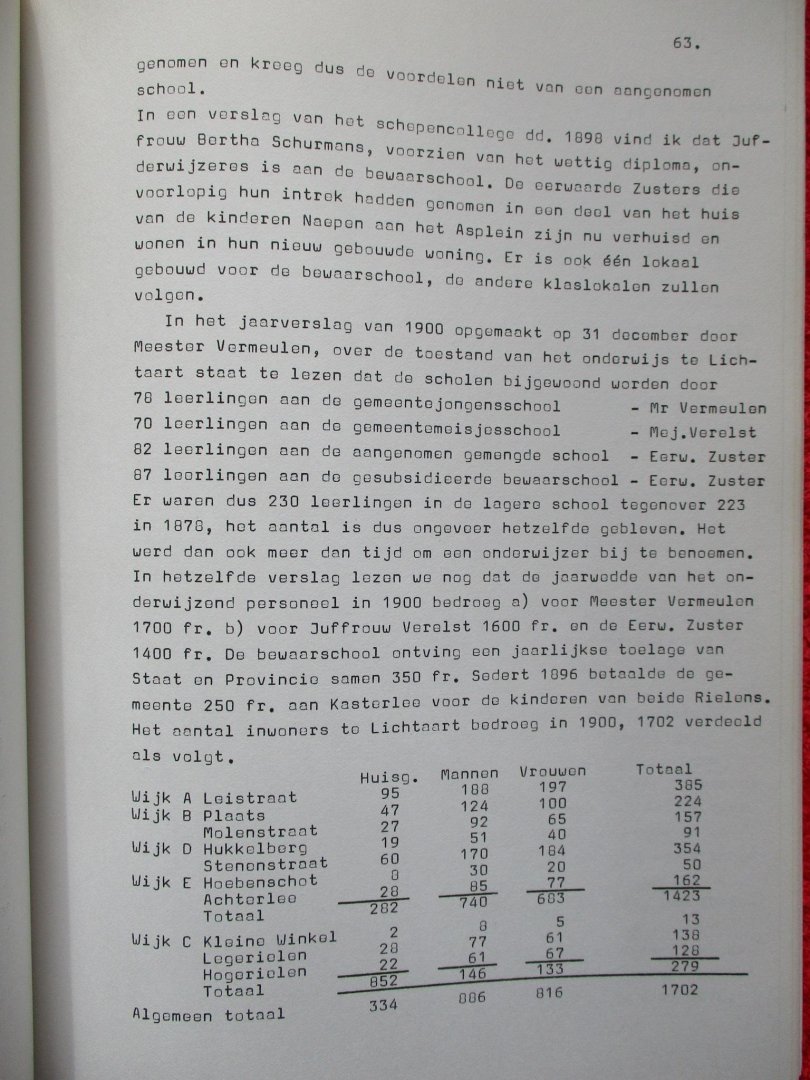 63.
genomen en kreeg dus de voordelen niet van een aangenomen
school.
In een verslag van het schepencollege dd. 1898 vind ik dat Juf-
frouw Bertha Schurmans, voorzien van het wettig diploma, on-
derwijzeres is aan de bewaarschool. De eerwaarde Zusters die
voorlopig hun intrek hadden genomen in een deel van het huis
van de kinderen Naepen aan het Asplein zijn nu verhuisd en
wonen in hun nieuw gebouwde woning. Er is ook één lokaal
gebouwd voor de bewaarschool, de andere klaslokalen zullen
volgen.
In het jaarverslag van 1900 opgemaakt op 31 december door
Meester Vermeulen, over de toestand van het onderwijs te Lich-
taart staat te lezen dat de scholen bijgewoond worden door
78 leerlingen aan de gemeentejongensschool - Mr Vermeulen
70 leerlingen aan de gemeentemeisjesschool - Mej.Verelst
82 leerlingen aan de aangenomen gemengde school - Eerw. Zuster
87 leerlingen aan de gesubsidieerde bewaarschool - Eerw. Zuster
Er waren dus 230 leerlingen in de lagere school tegenover 223
in 1878, het aantal is dus ongeveer hetzelfde gebleven. Het
werd dan ook meer dan tijd om een onderwijzer bij te benoemen.
In hetzelfde verslag lezen we nog dat de jaarwedde van het on-
derwijzend personeel in 1900 bedroeg a) voor Meester Vermeulen
1700 fr. b) voor Juffrouw Verelst 1600 fr. en de Eerw. Zuster
1400 fr. De bewaarschool ontving een jaarlijkse toelage van
Staat en Provincie samen 350 fr. Sedert 1896 betaalde de ge-
meente 250 fr. aan Kasterlee voor de kinderen van beide Rielens.
Het aantal inwoners te Lichtaart bedroeg in 1900, 1702 verdeeld
als volgt.
Huisg. Mannen Vrouwen Totaal
Wijk A Leistraat 95 188 197 385
Wijk B Plaats 47 124 100 224
Molenstraat 27 92 65 157
Wijk D Hukkelberg 19 51 40 91
Stenenstraat 60 170 184 354
Wijk E Hoebenschot 8 30 20 50
Achterlee 28 85 77 162
Totaal 282 740 683 1423
Wijk C Kleine Winkel 2 8 5 13
Legerielen 28 77 61 138
Hogerielen 22 61 67 128
Totaal 852 146 133 279
Algemeen totaal 334 886 816 1702